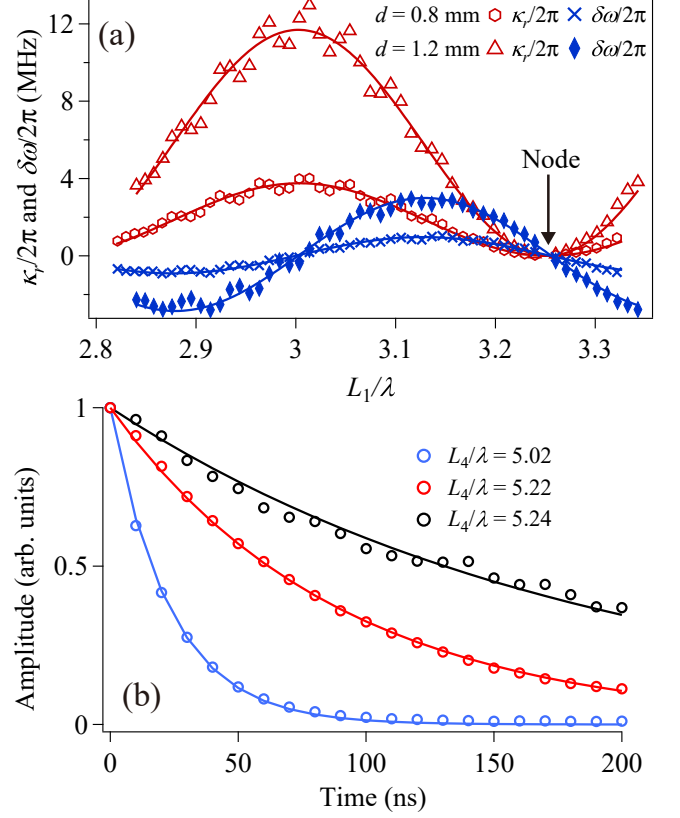 (a)
d = 0.8 mm κr/2π δω/2π
d = 1.2 mm κr/2π δω/2π
κr/2π and δω/2π (MHz)
12
8
4
0
Node
2.8 2.9 3 3.1 3.2 3.3
L1/λ
(b)
Amplitude (arb. units)
1
0.5
0
L4/λ = 5.02
L4/λ = 5.22
L4/λ = 5.24
0 50 100 150 200
Time (ns)